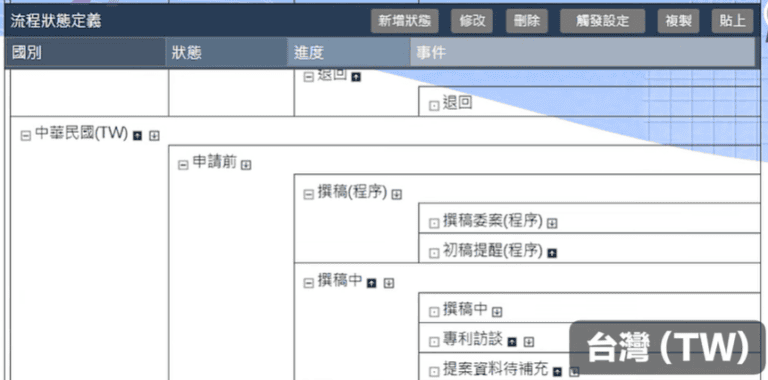 流程狀態定義 新增狀態 修改 刪除 觸發設定 複製 貼上
國別 狀態 進度 事件
退回
退回
中華民國(TW)
申請前
撰稿(程序)
撰稿委案(程序)
初稿提醒(程序)
撰稿中
撰稿中
專利訪談
提案資料待補充
台灣 (TW)